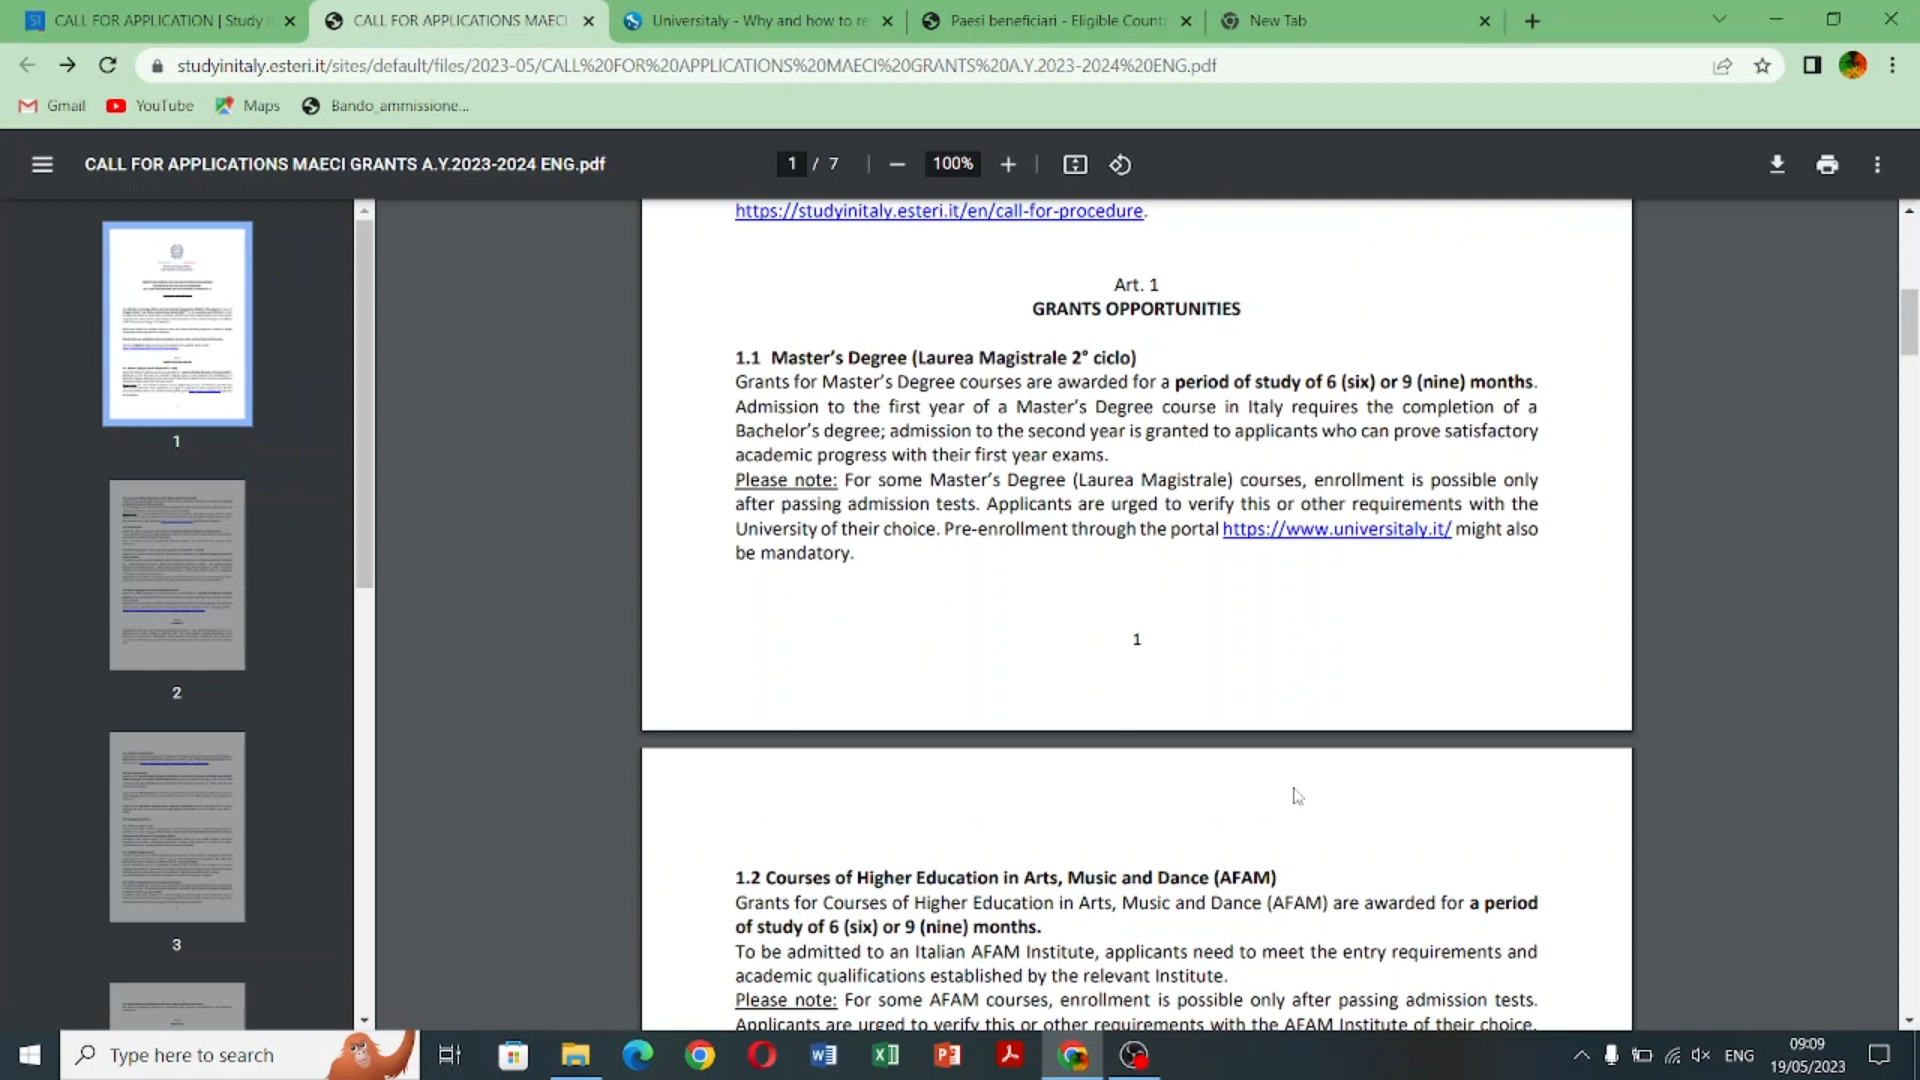 CALL FOR APPLICATION | Study
CALL FOR APPLICATIONS MAECI
Universitaly - Why and how to re
Paesi beneficiari - Eligible Count
New Tab
studyinitaly.esteri.it/sites/default/files/2023-05/CALL%20FOR%20APPLICATIONS%20MAECI%20GRANTS%20A.Y.2023-2024%20ENG.pdf
Gmail
YouTube
Maps
Bando_ammissione...
CALL FOR APPLICATIONS MAECI GRANTS A.Y.2023-2024 ENG.pdf
1 / 7
100%
1
2
3
https://studyinitaly.esteri.it/en/call-for-procedure.
Art. 1
GRANTS OPPORTUNITIES
1.1 Master's Degree (Laurea Magistrale 2° ciclo)
Grants for Master's Degree courses are awarded for a period of study of 6 (six) or 9 (nine) months.
Admission to the first year of a Master's Degree course in Italy requires the completion of a
Bachelor's degree; admission to the second year is granted to applicants who can prove satisfactory
academic progress with their first year exams.
Please note: For some Master's Degree (Laurea Magistrale) courses, enrollment is possible only
after passing admission tests. Applicants are urged to verify this or other requirements with the
University of their choice. Pre-enrollment through the portal https://www.universitaly.it/ might also
be mandatory.
1
1.2 Courses of Higher Education in Arts, Music and Dance (AFAM)
Grants for Courses of Higher Education in Arts, Music and Dance (AFAM) are awarded for a period
of study of 6 (six) or 9 (nine) months.
To be admitted to an Italian AFAM Institute, applicants need to meet the entry requirements and
academic qualifications established by the relevant Institute.
Please note: For some AFAM courses, enrollment is possible only after passing admission tests.
Applicants are urged to verify this or other requirements with the AFAM Institute of their choice.
Type here to search
ENG
09:09
19/05/2023